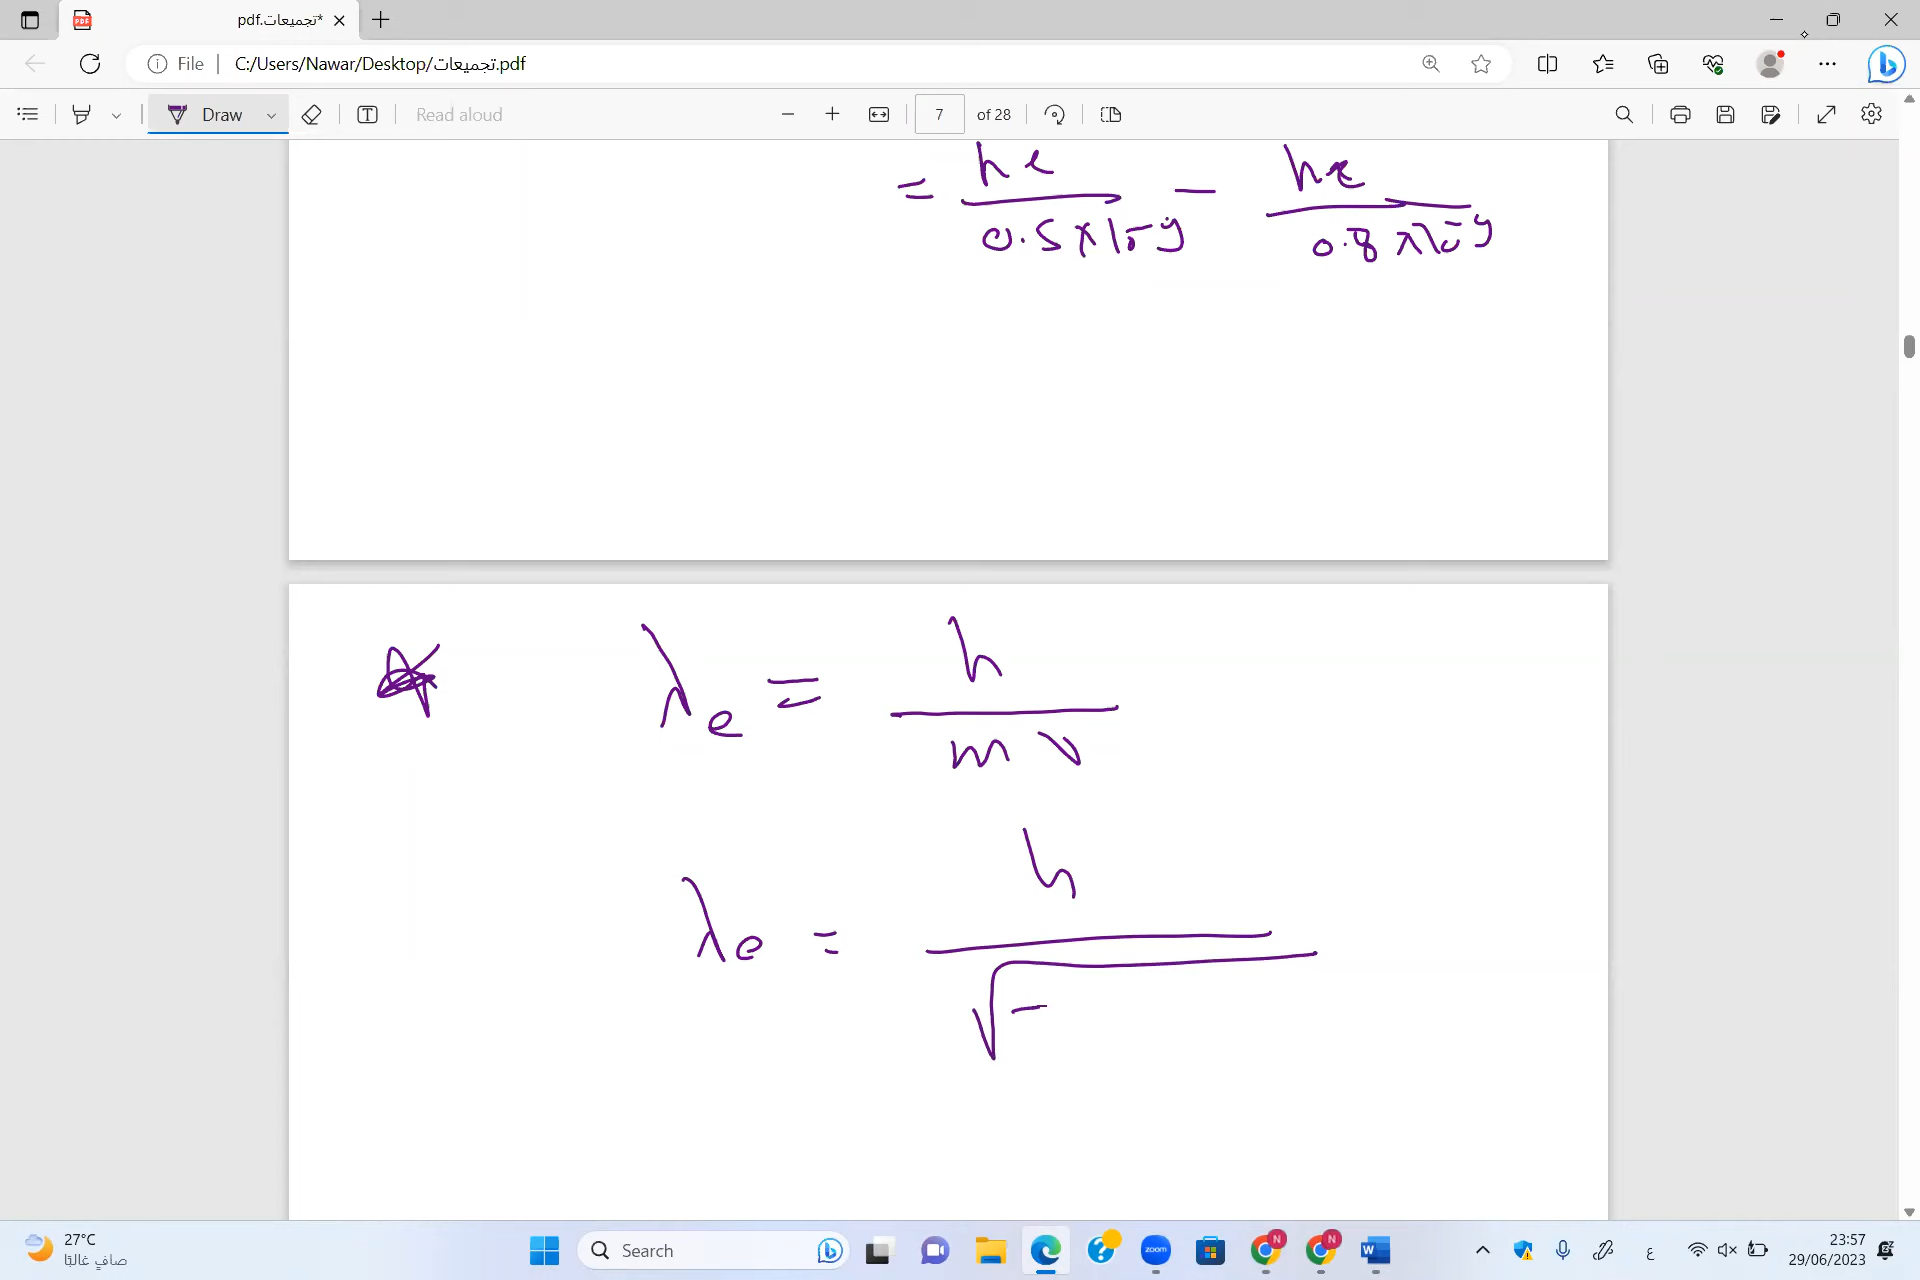 تجميعات.pdf*
File C:/Users/Nawar/Desktop/تجميعات.pdf
Draw Read aloud 7 of 28
= hc / 0.5 x 10-9 - hc / 0.8 x 10-9
λe = h / m v
λe = h / √
27°C
صافٍ غالبًا
Search
zoom
N N
ع
23:57
29/06/2023